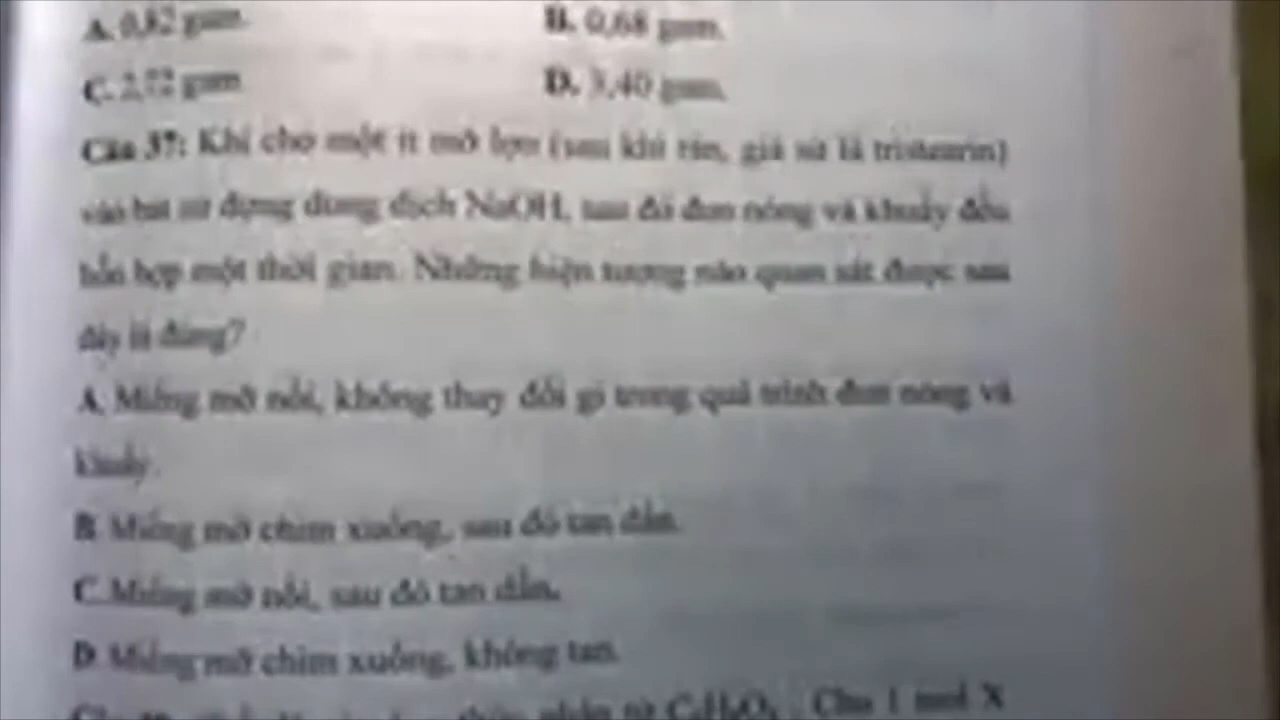 A. 0,82 gam. B. 0,68 gam.
C. 2,72 gam D. 3,40 gam.
Câu 37: Khi cho một ít mỡ lợn (sau khi rán, giả sử là tristearin)
vào bát sứ đựng dung dịch NaOH, sau đó đun nóng và khuấy đều
hỗn hợp một thời gian. Những hiện tượng nào quan sát được sau
đây là đúng?
A. Miếng mỡ nổi, không thay đổi gì trong quá trình đun nóng và
khuấy.
B. Miếng mỡ chìm xuống, sau đó tan dần.
C. Miếng mỡ nổi, sau đó tan dần.
D. Miếng mỡ chìm xuống, không tan.
Cho 1 mol X